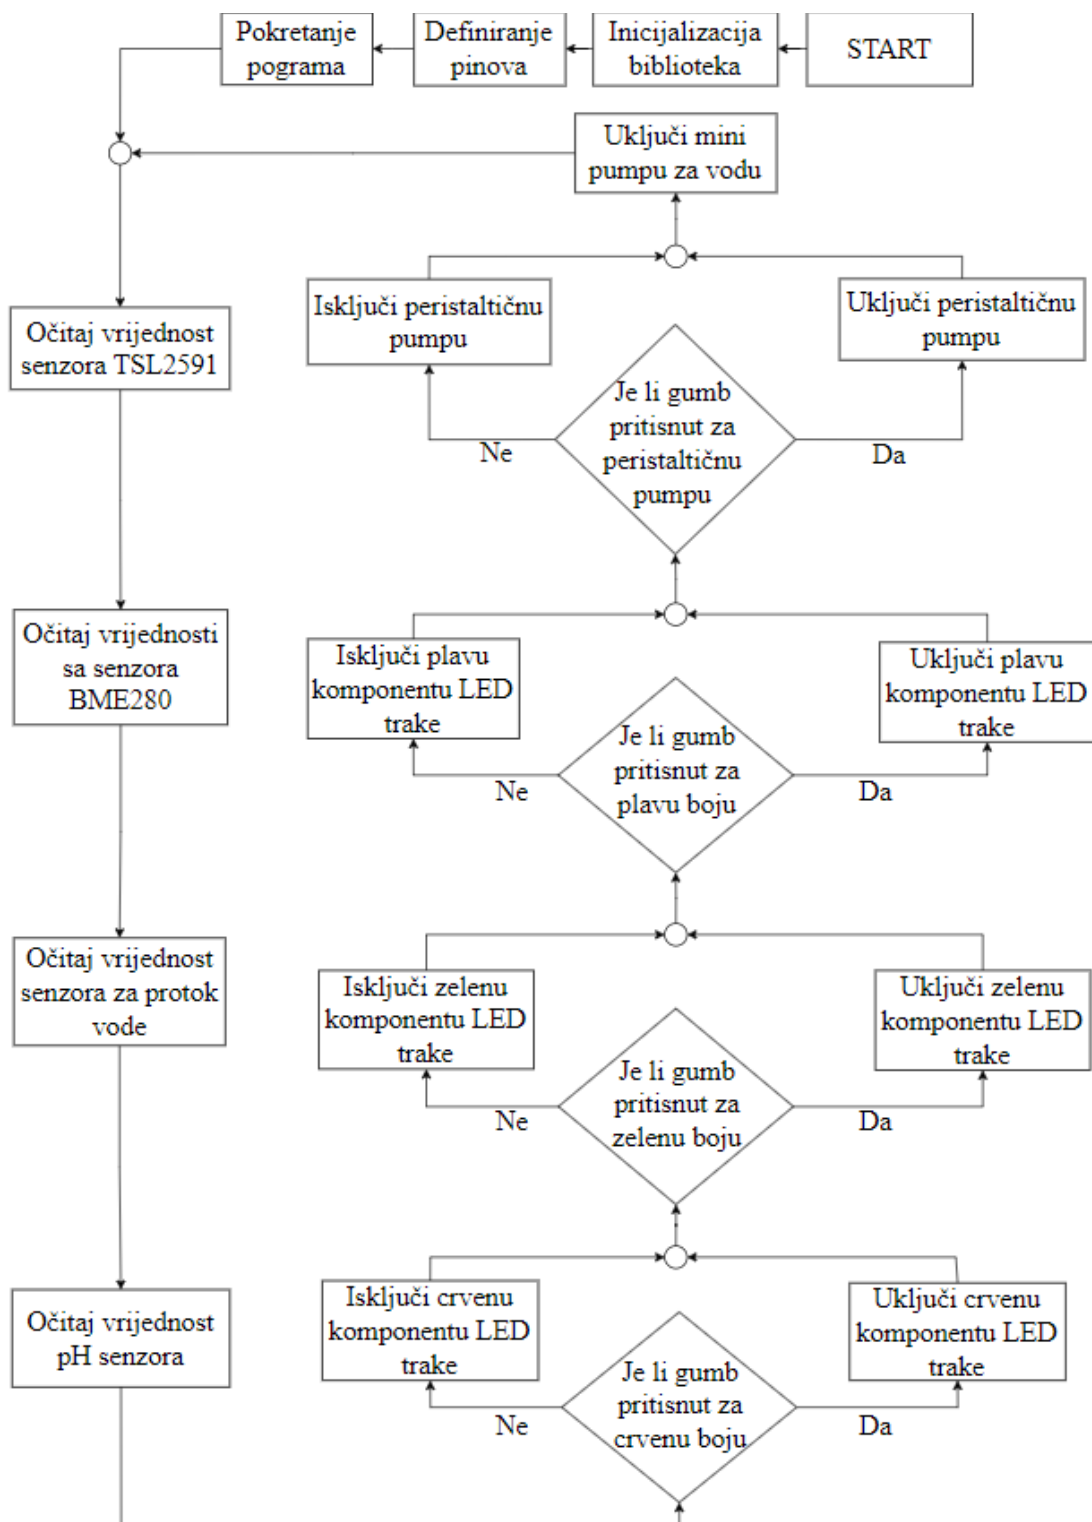 START
Inicijalizacija
biblioteka
Definiranje
pinova
Pokretanje
pograma
Očitaj vrijednost
senzora TSL2591
Očitaj vrijednosti
sa senzora
BME280
Očitaj vrijednost
senzora za protok
vode
Očitaj vrijednost
pH senzora
Je li gumb
pritisnut za
crvenu boju
Ne
Da
Isključi crvenu
komponentu LED
trake
Uključi crvenu
komponentu LED
trake
Je li gumb
pritisnut za
zelenu boju
Ne
Da
Isključi zelenu
komponentu LED
trake
Uključi zelenu
komponentu LED
trake
Je li gumb
pritisnut za
plavu boju
Ne
Da
Isključi plavu
komponentu LED
trake
Uključi plavu
komponentu LED
trake
Je li gumb
pritisnut za
peristaltičnu
pumpu
Ne
Da
Isključi peristaltičnu
pumpu
Uključi peristaltičnu
pumpu
Uključi mini
pumpu za vodu